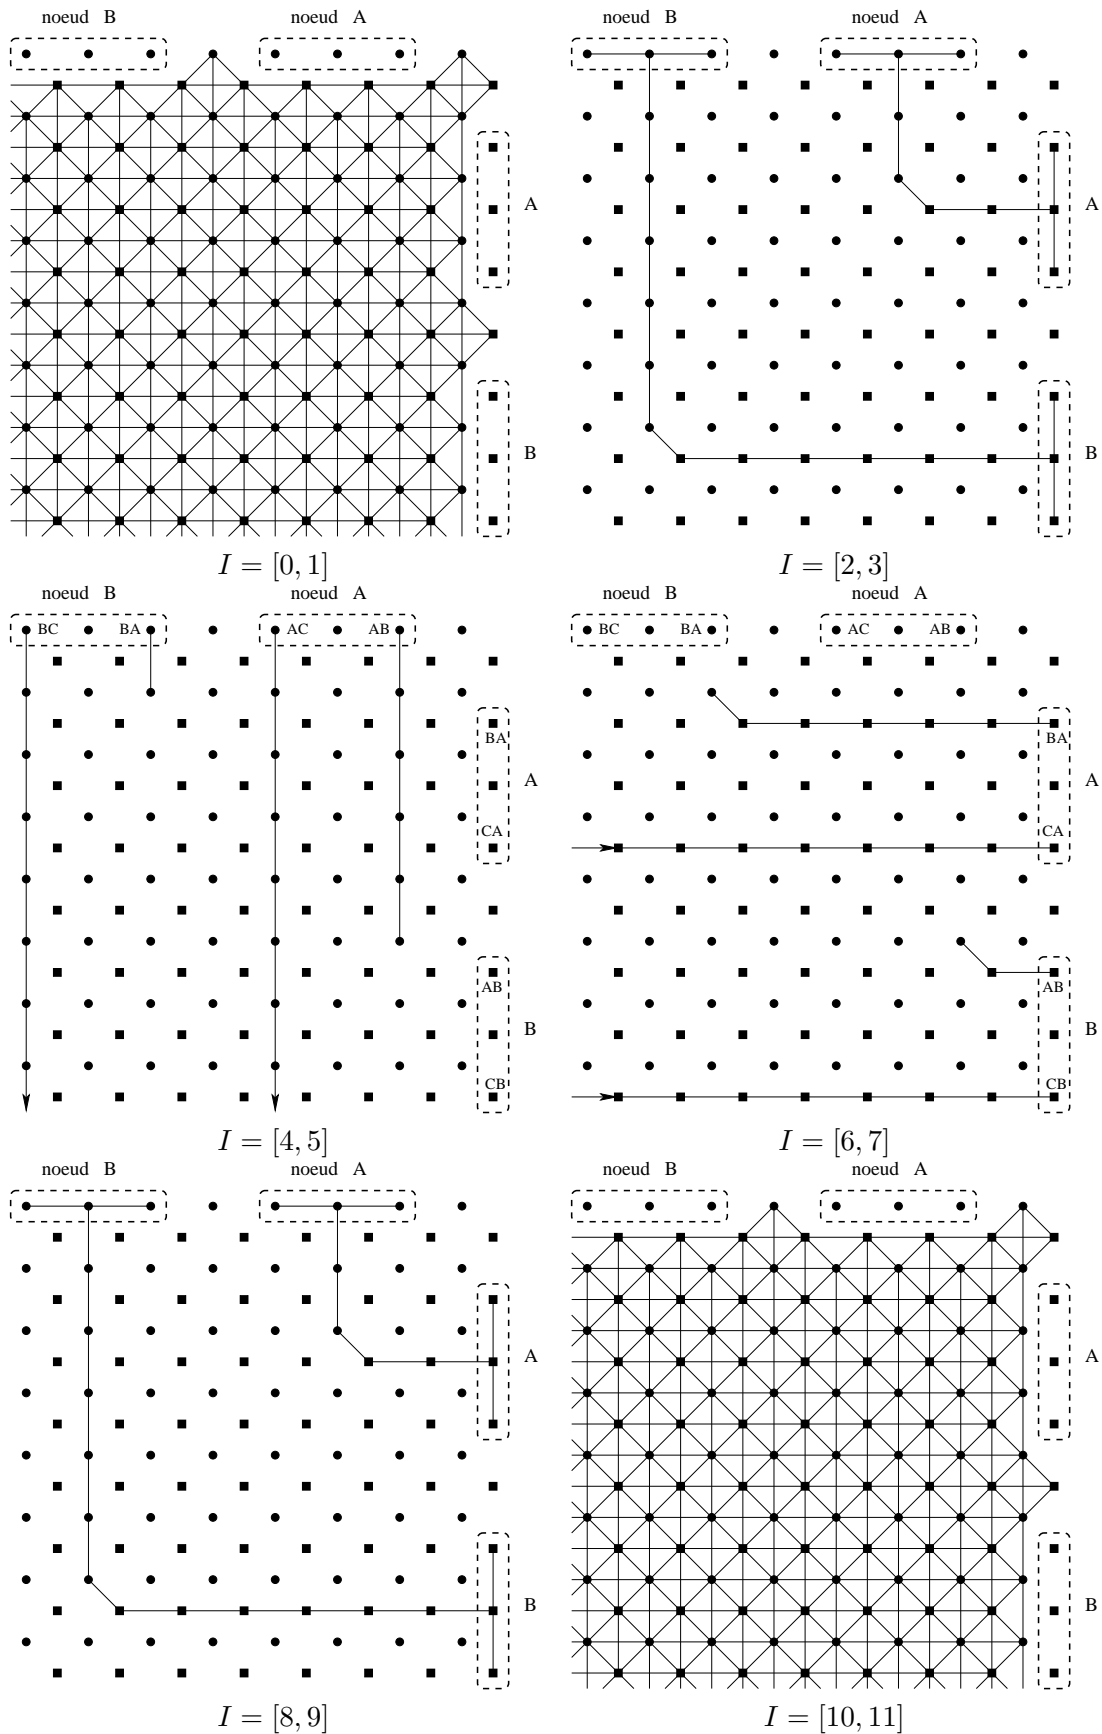 noeud B noeud A noeud B noeud A
A A
B B
I = [0, 1] I = [2, 3]
noeud B noeud A noeud B noeud A
BC BA AC AB BC BA AC AB
BA BA
A A
CA CA
AB AB
B B
CB CB
I = [4, 5] I = [6, 7]
noeud B noeud A noeud B noeud A
A A
B B
I = [8, 9] I = [10, 11]